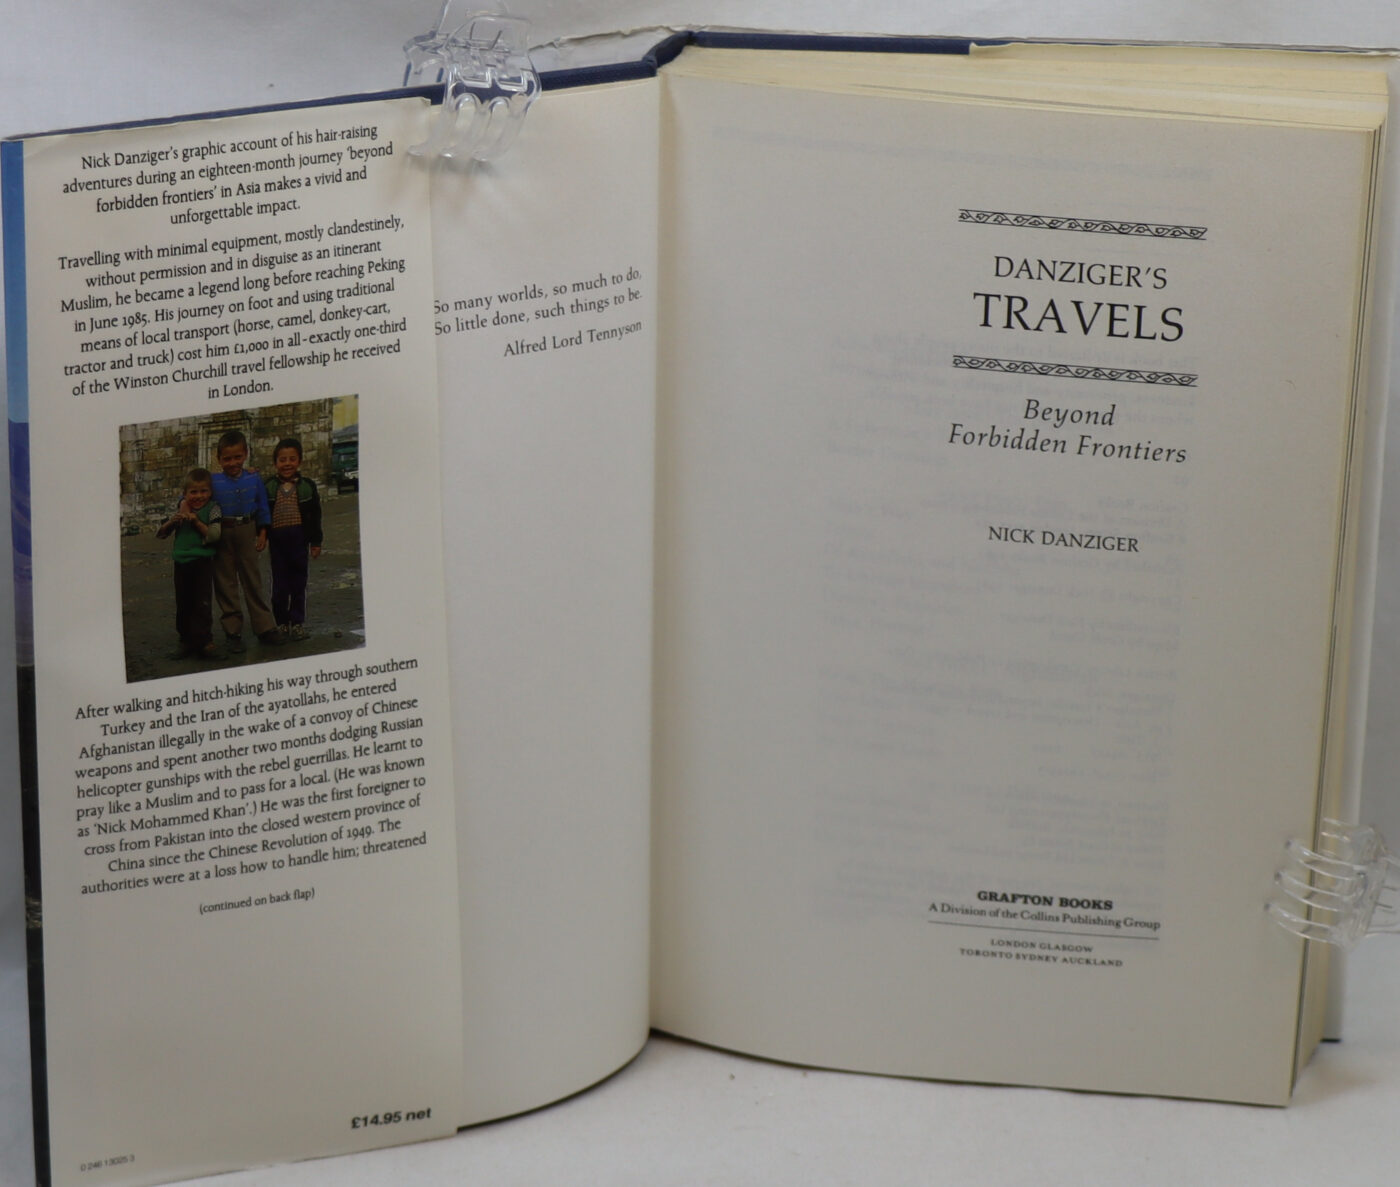 Nick Danziger's graphic account of his hair-raising
adventures during an eighteen-month journey 'beyond
forbidden frontiers' in Asia makes a vivid and
unforgettable impact.
Travelling with minimal equipment, mostly clandestinely,
without permission and in disguise as an itinerant
Muslim, he became a legend long before reaching Peking
in June 1985. His journey on foot and using traditional
means of local transport (horse, camel, donkey-cart,
tractor and truck) cost him £1,000 in all - exactly one-third
of the Winston Churchill travel fellowship he received
in London.
After walking and hitch-hiking his way through southern
Turkey and the Iran of the ayatollahs, he entered
Afghanistan illegally in the wake of a convoy of Chinese
weapons and spent another two months dodging Russian
helicopter gunships with the rebel guerrillas. He learnt to
pray like a Muslim and to pass for a local. (He was known
as 'Nick Mohammed Khan'.) He was the first foreigner to
cross from Pakistan into the closed western province of
China since the Chinese Revolution of 1949. The
authorities were at a loss how to handle him; threatened
(continued on back flap)
£14.95 net
0 246 13025 3
So many worlds, so much to do,
So little done, such things to be.
Alfred Lord Tennyson
DANZIGER'S
TRAVELS
Beyond
Forbidden Frontiers
NICK DANZIGER
GRAFTON BOOKS
A Division of the Collins Publishing Group
LONDON GLASGOW
TORONTO SYDNEY AUCKLAND